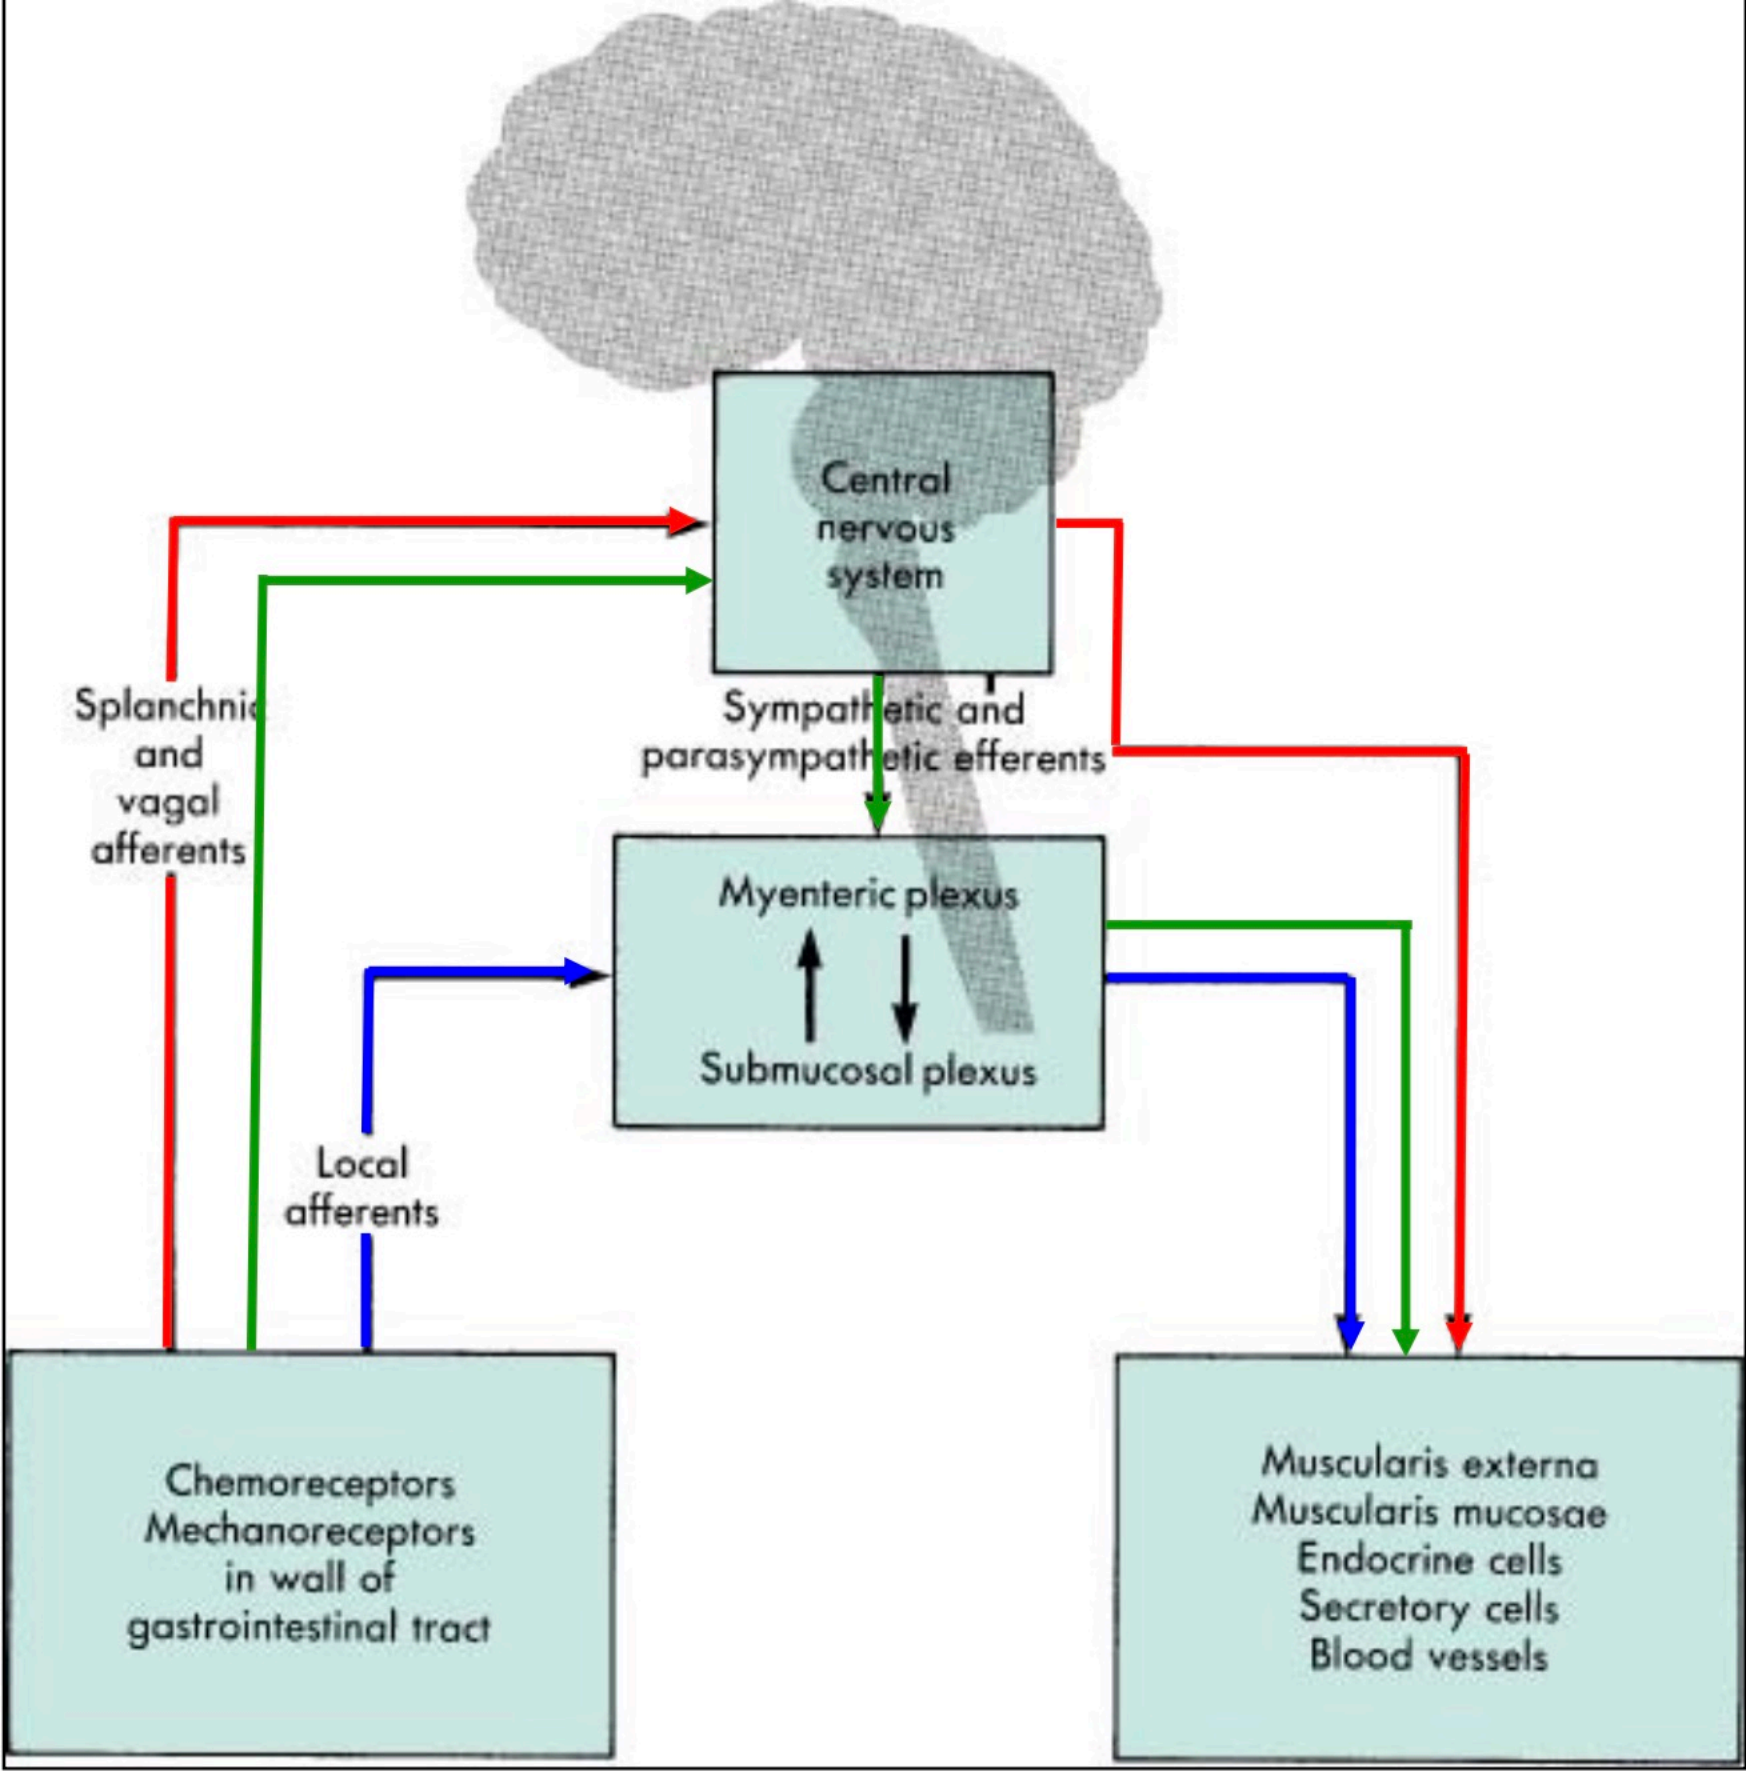 Central
nervous
system
Splanchnic
and
vagal
afferents
Sympathetic and
parasympathetic efferents
Myenteric plexus
Submucosal plexus
Local
afferents
Chemoreceptors
Mechanoreceptors
in wall of
gastrointestinal tract
Muscularis externa
Muscularis mucosae
Endocrine cells
Secretory cells
Blood vessels